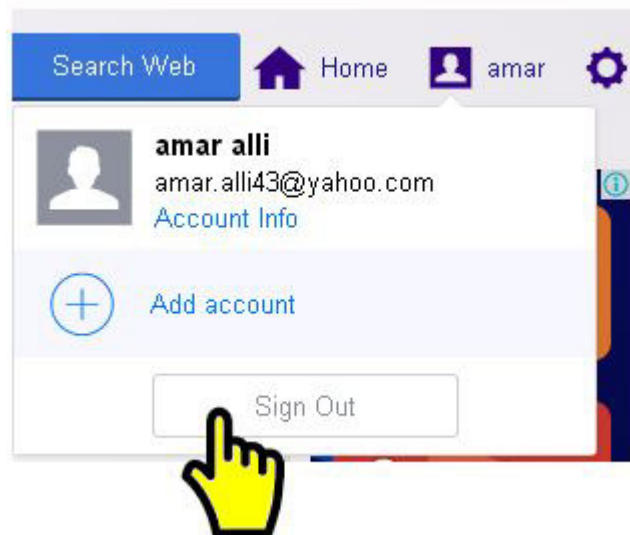 Search Web Home amar
amar alli
amar.alli43@yahoo.com
Account Info
Add account
Sign Out